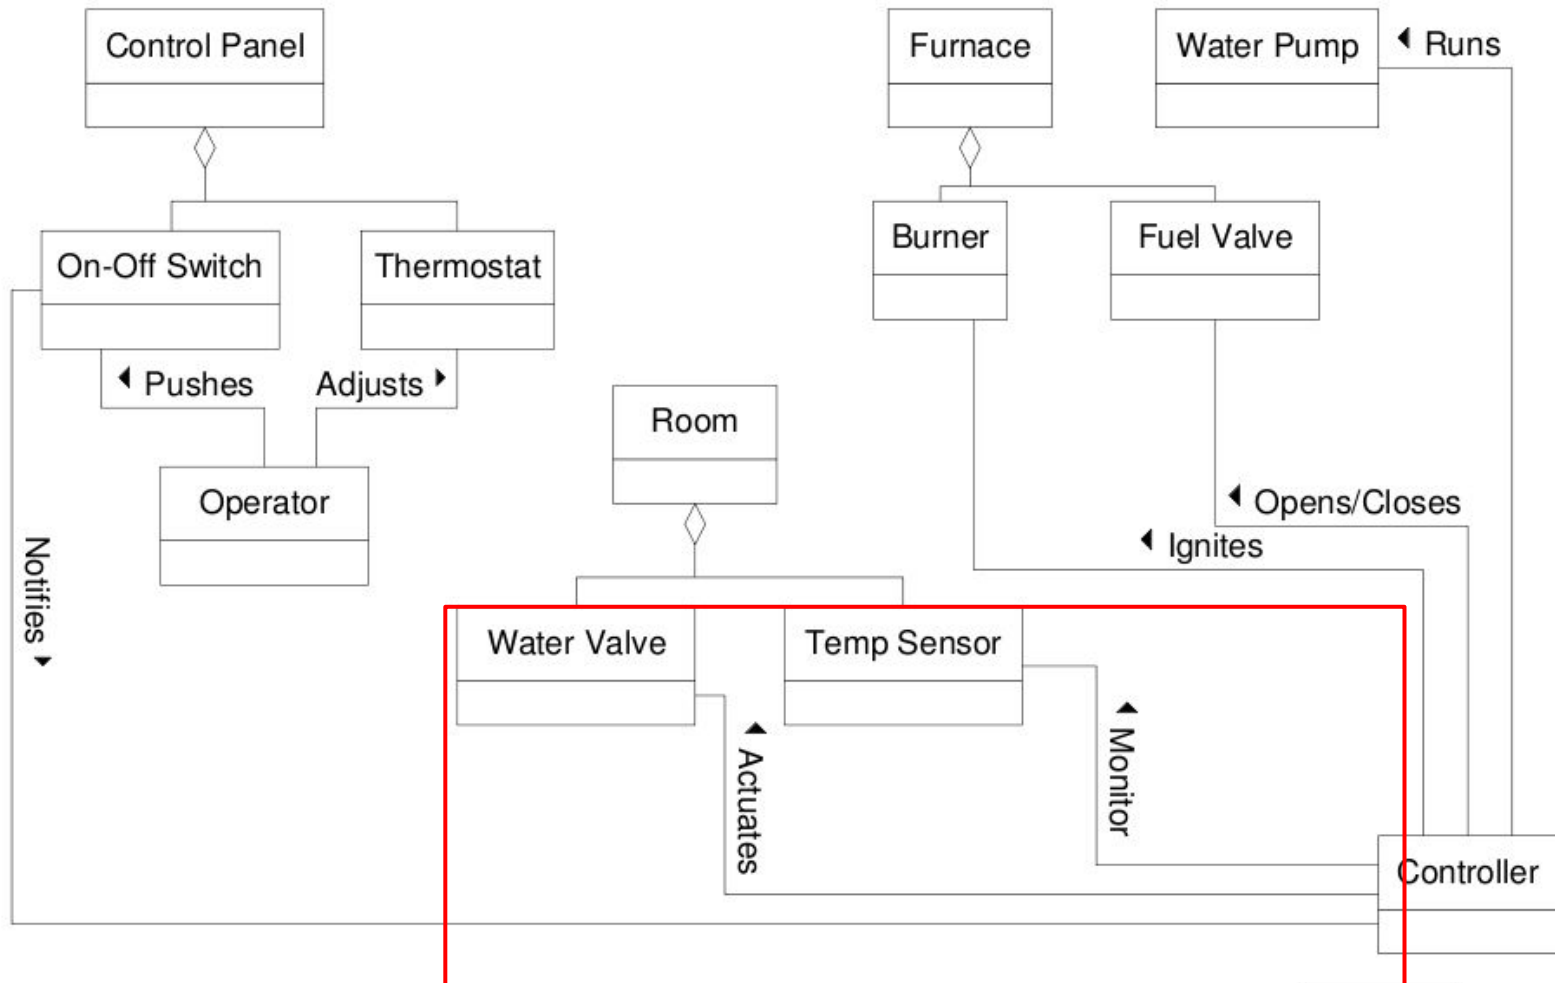 Control Panel
Furnace
Water Pump
Runs
On-Off Switch
Thermostat
Burner
Fuel Valve
Pushes
Adjusts
Room
Operator
Opens/Closes
Ignites
Notifies
Water Valve
Temp Sensor
Actuates
Monitor
Controller